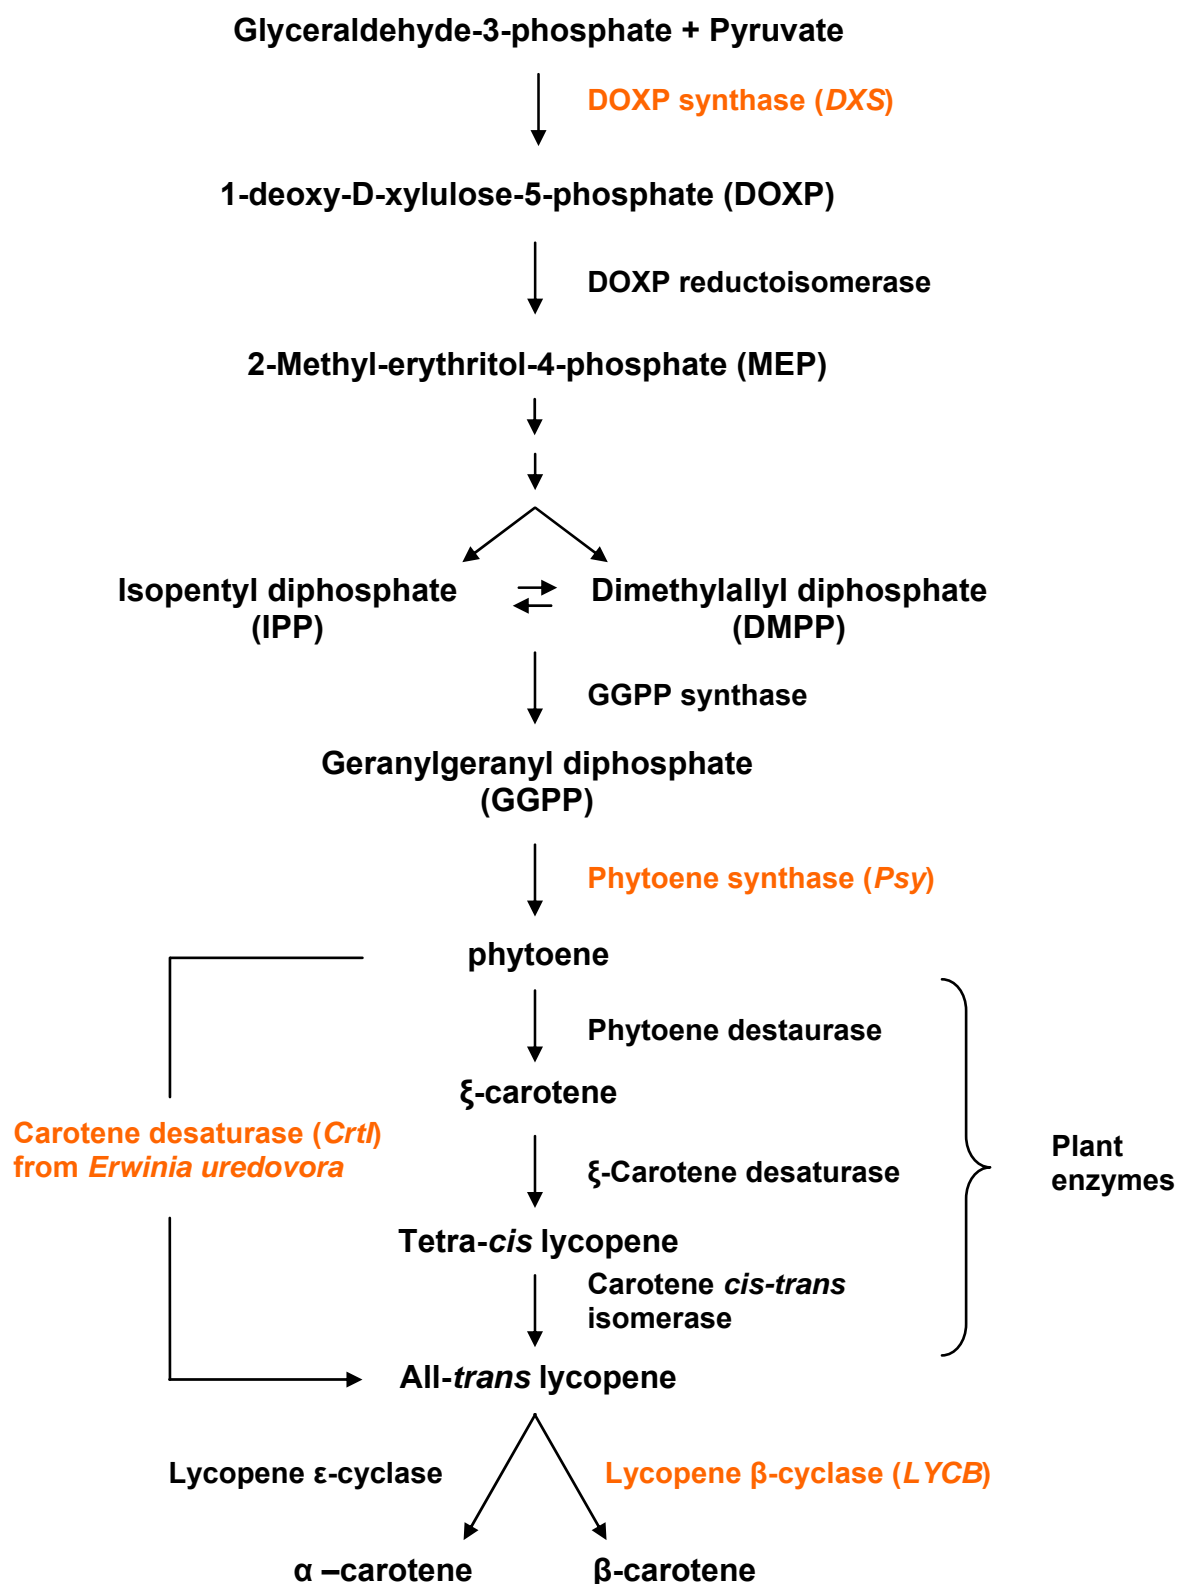 Glyceraldehyde-3-phosphate + Pyruvate
DOXP synthase (DXS)
1-deoxy-D-xylulose-5-phosphate (DOXP)
DOXP reductoisomerase
2-Methyl-erythritol-4-phosphate (MEP)
Isopentyl diphosphate
(IPP)
Dimethylallyl diphosphate
(DMPP)
GGPP synthase
Geranylgeranyl diphosphate
(GGPP)
Phytoene synthase (Psy)
phytoene
Phytoene destaurase
ξ-carotene
Carotene desaturase (CrtI)
from Erwinia uredovora
ξ-Carotene desaturase
Plant
enzymes
Tetra-cis lycopene
Carotene cis-trans
isomerase
All-trans lycopene
Lycopene ε-cyclase
Lycopene β-cyclase (LYCB)
α –carotene
β-carotene